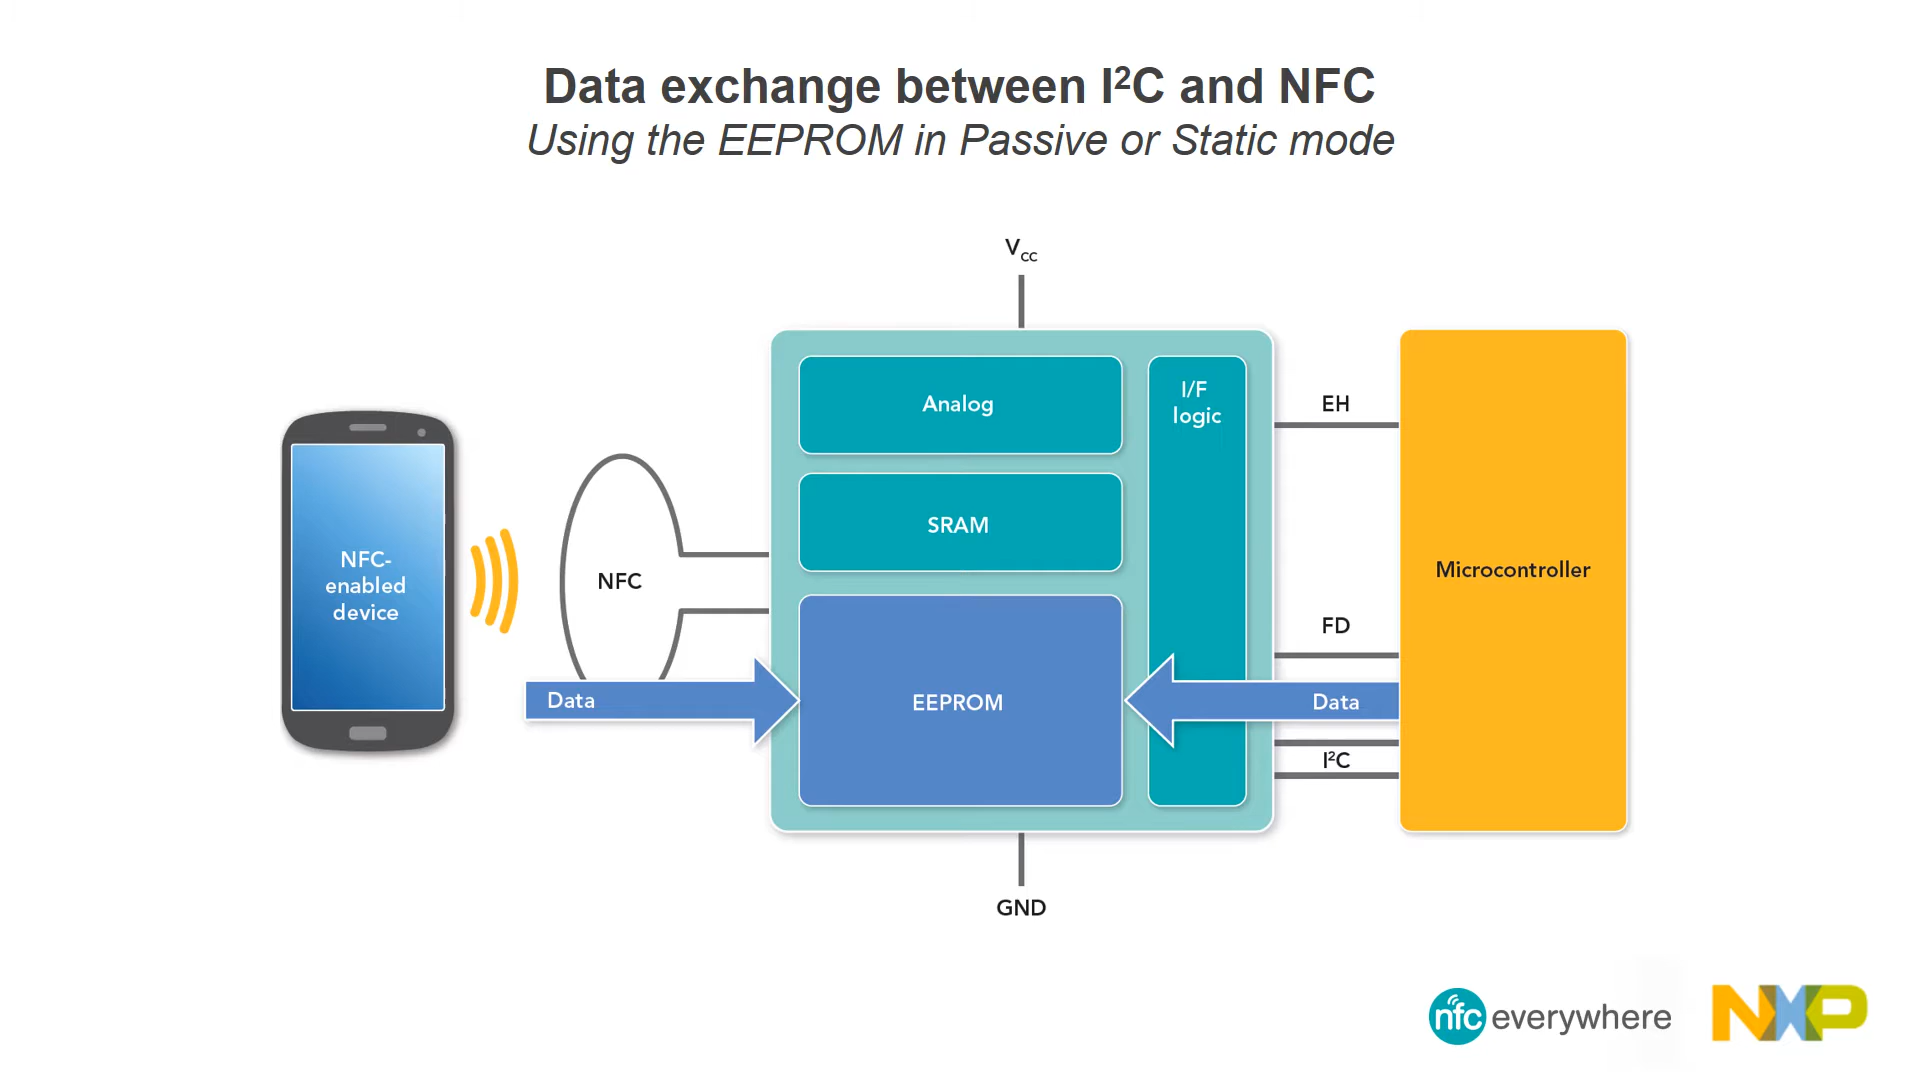 Data exchange between I²C and NFC
Using the EEPROM in Passive or Static mode
Vcc
Analog
I/F
logic
EH
SRAM
NFC-
enabled
device
NFC
Microcontroller
FD
Data
EEPROM
Data
I²C
GND
nfc everywhere
NXP